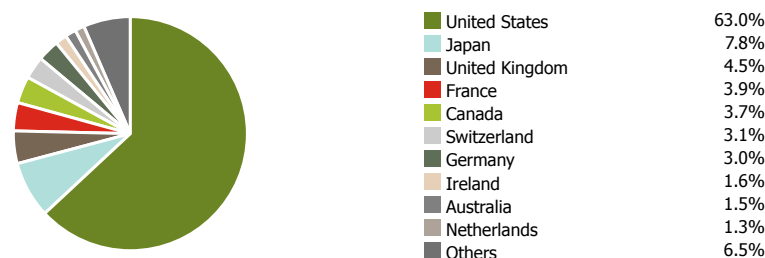 United States 63.0%
Japan 7.8%
United Kingdom 4.5%
France 3.9%
Canada 3.7%
Switzerland 3.1%
Germany 3.0%
Ireland 1.6%
Australia 1.5%
Netherlands 1.3%
Others 6.5%